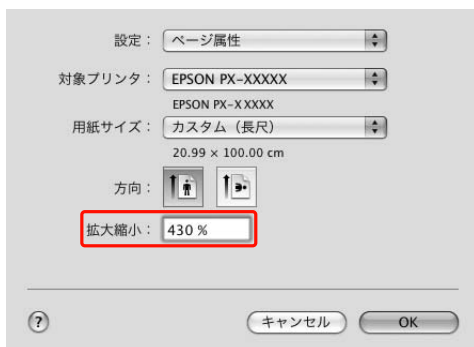 設定： ページ属性
対象プリンタ： EPSON PX-XXXXX
EPSON PX-XXXXX
用紙サイズ： カスタム（長尺）
20.99 × 100.00 cm
方向：
拡大縮小： 430 %
? キャンセル OK